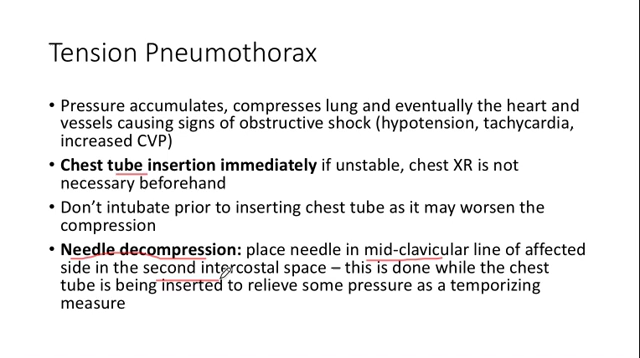 Tension Pneumothorax
• Pressure accumulates, compresses lung and eventually the heart and
vessels causing signs of obstructive shock (hypotension, tachycardia,
increased CVP)
• Chest tube insertion immediately if unstable, chest XR is not
necessary beforehand
• Don't intubate prior to inserting chest tube as it may worsen the
compression
• Needle decompression: place needle in mid-clavicular line of affected
side in the second intercostal space – this is done while the chest
tube is being inserted to relieve some pressure as a temporizing
measure